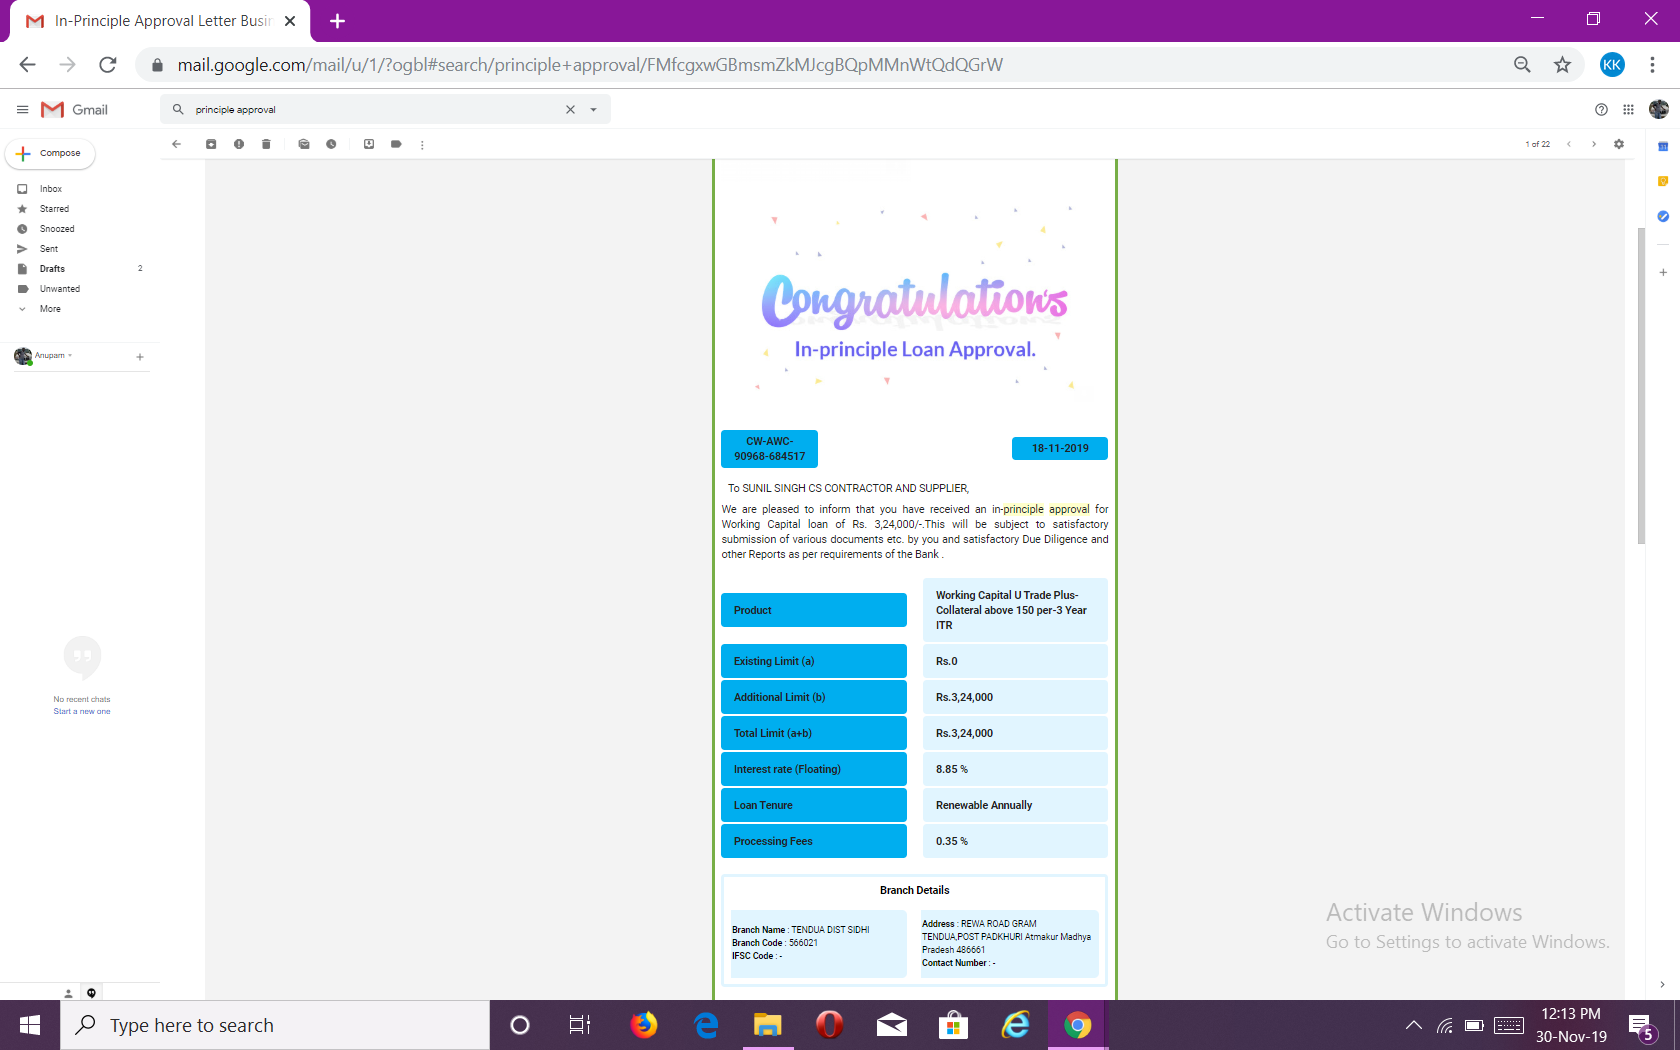 In-Principle Approval Letter Busin
mail.google.com/mail/u/1/?ogbl#search/principle+approval/FMfcgxwGBmsmZkMJcgBQpMMnWtQdQGrW
KK
Gmail
principle approval
Compose
1 of 22
Inbox
Starred
Snoozed
Sent
Drafts 2
Unwanted
More
Anupam
No recent chats
Start a new one
Congratulation's
In-principle Loan Approval.
CW-AWC-
90968-684517
18-11-2019
To SUNIL SINGH CS CONTRACTOR AND SUPPLIER,
We are pleased to inform that you have received an in-principle approval for
Working Capital loan of Rs. 3,24,000/-.This will be subject to satisfactory
submission of various documents etc. by you and satisfactory Due Diligence and
other Reports as per requirements of the Bank .
Product
Working Capital U Trade Plus-
Collateral above 150 per-3 Year
ITR
Existing Limit (a) Rs.0
Additional Limit (b) Rs.3,24,000
Total Limit (a+b) Rs.3,24,000
Interest rate (Floating) 8.85 %
Loan Tenure Renewable Annually
Processing Fees 0.35 %
Branch Details
Branch Name : TENDUA DIST SIDHI
Branch Code : 566021
IFSC Code : -
Address : REWA ROAD GRAM
TENDUA,POST PADKHURI Atmakur Madhya
Pradesh 486661
Contact Number : -
Activate Windows
Go to Settings to activate Windows.
Type here to search
12:13 PM
30-Nov-19
5